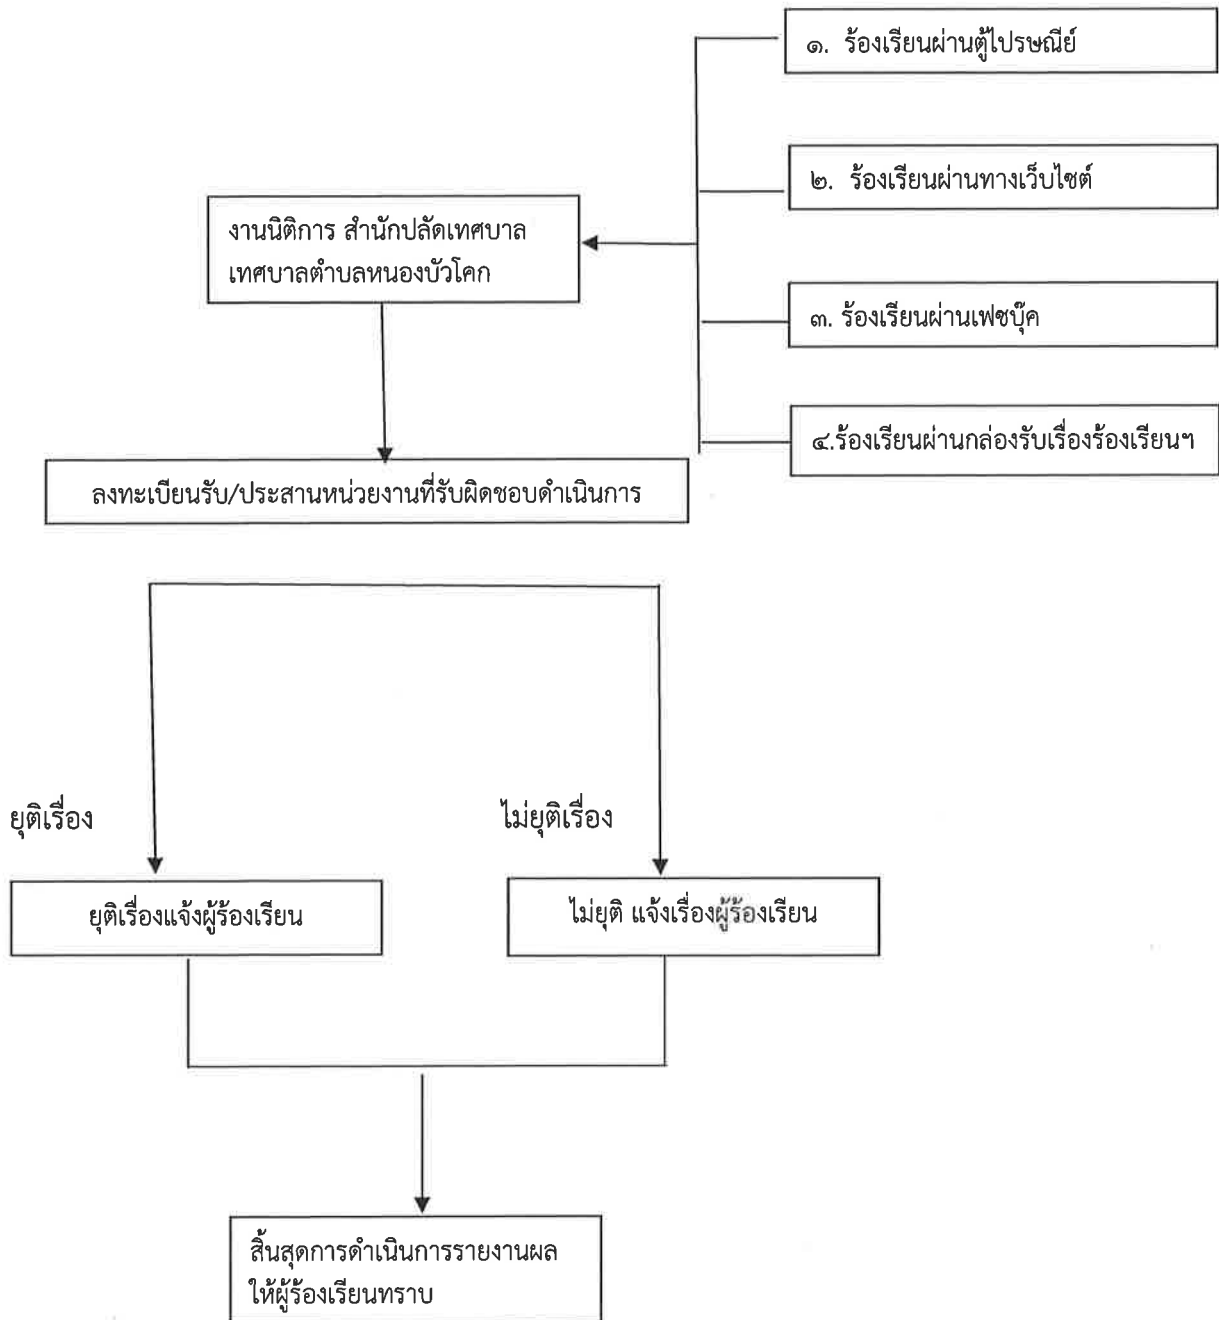 ๑. ร้องเรียนผ่านตู้ไปรษณีย์
๒. ร้องเรียนผ่านทางเว็บไซต์
งานนิติการ สำนักปลัดเทศบาล
เทศบาลตำบลหนองบัวโคก
๓. ร้องเรียนผ่านเฟซบุ๊ค
๔.ร้องเรียนผ่านกล่องรับเรื่องร้องเรียนฯ
ลงทะเบียนรับ/ประสานหน่วยงานที่รับผิดชอบดำเนินการ
ยุติเรื่อง
ไม่ยุติเรื่อง
ยุติเรื่องแจ้งผู้ร้องเรียน
ไม่ยุติ แจ้งเรื่องผู้ร้องเรียน
สิ้นสุดการดำเนินการรายงานผล
ให้ผู้ร้องเรียนทราบ